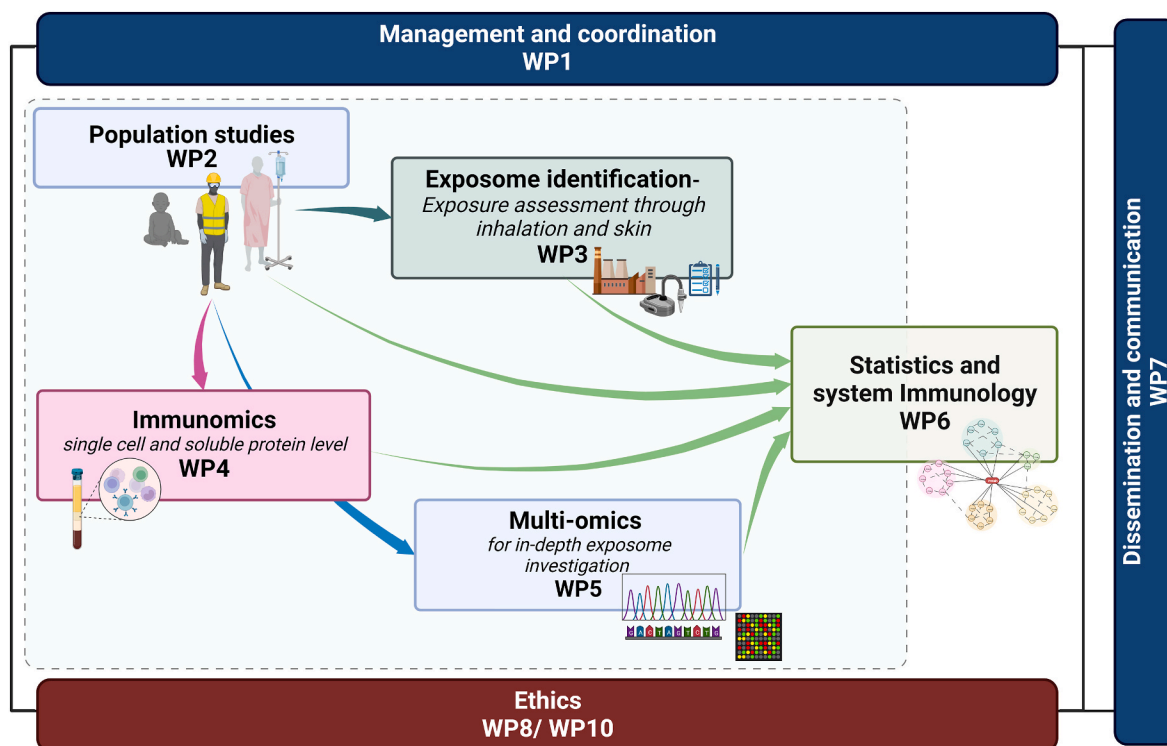 Management and coordination
WP1
Population studies
WP2
Exposome identification-
Exposure assessment through
inhalation and skin
WP3
Statistics and
system Immunology
WP6
Immunomics
single cell and soluble protein level
WP4
Multi-omics
for in-depth exposome
investigation
WP5
G A C T A G T C T G
Dissemination and communication
WP7
Ethics
WP8/ WP10